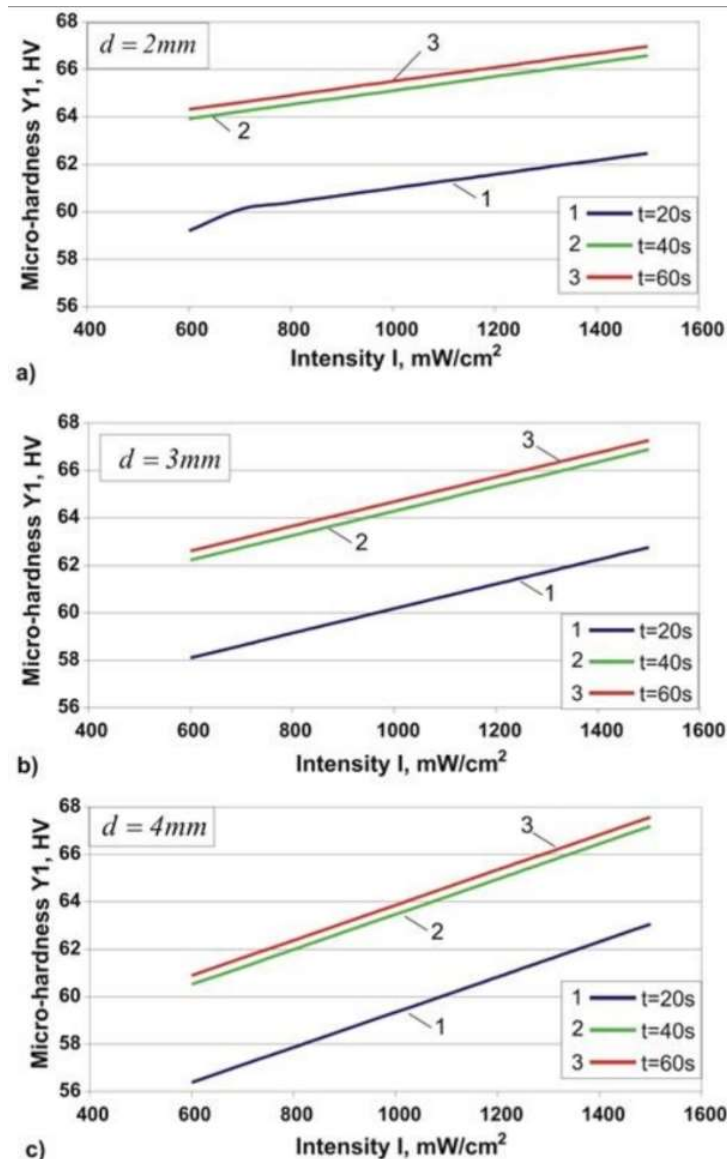 d = 2mm
Micro-hardness Y1, HV
68
66
64
62
60
58
56
3
2
1
1 t=20s
2 t=40s
3 t=60s
400 600 800 1000 1200 1400 1600
Intensity I, mW/cm²
a)
d = 3mm
Micro-hardness Y1, HV
68
66
64
62
60
58
56
3
2
1
1 t=20s
2 t=40s
3 t=60s
400 600 800 1000 1200 1400 1600
Intensity I, mW/cm²
b)
d = 4mm
Micro-hardness Y1, HV
68
66
64
62
60
58
56
3
2
1
1 t=20s
2 t=40s
3 t=60s
400 600 800 1000 1200 1400 1600
Intensity I, mW/cm²
c)